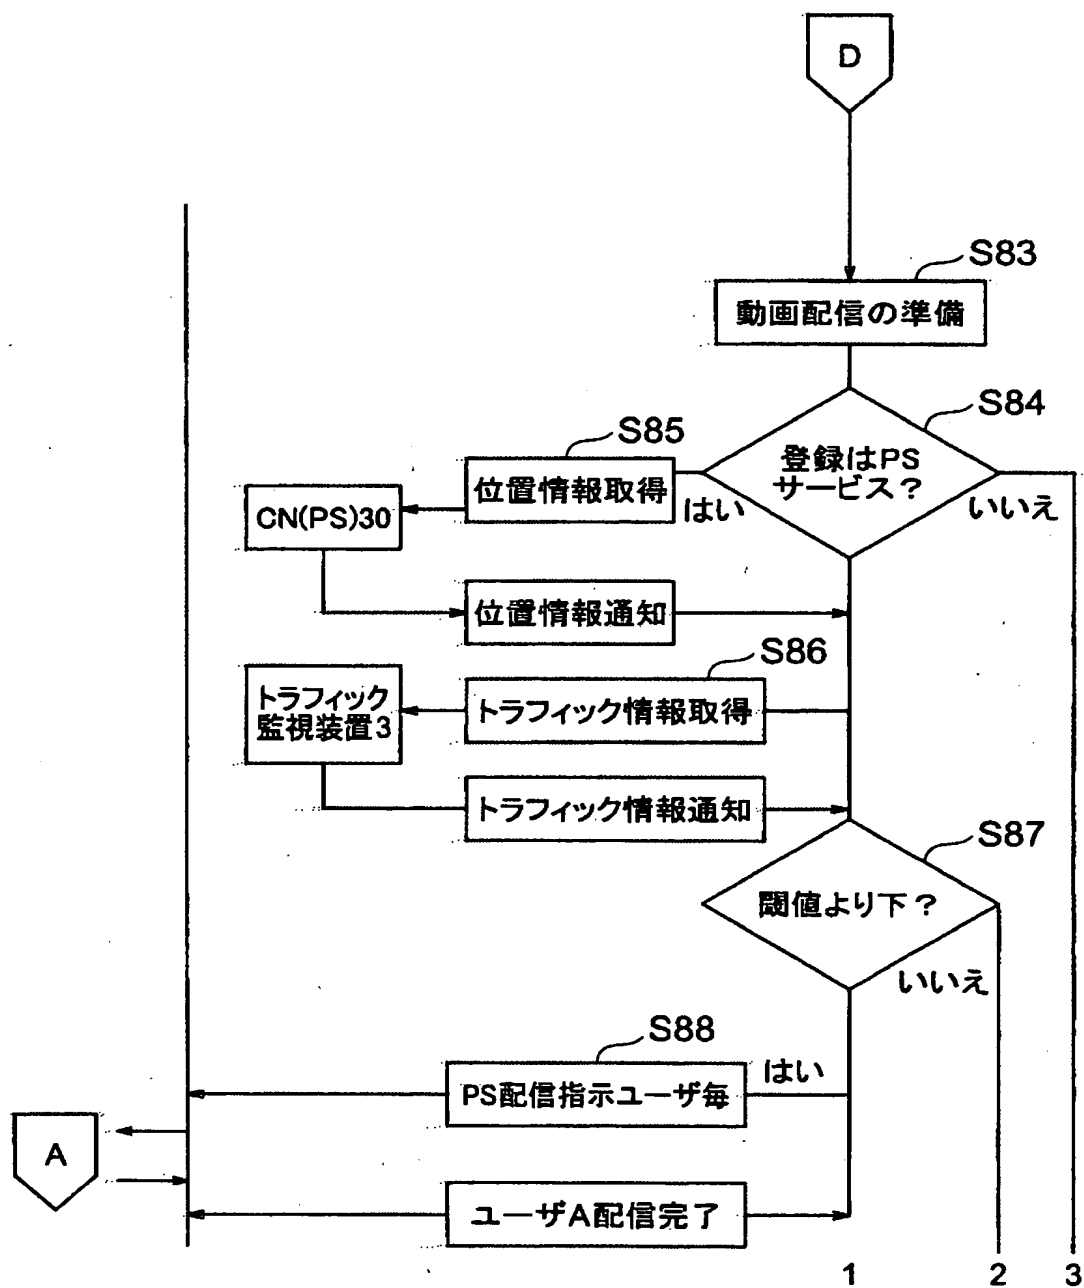 D
S83
動画配信の準備
S84
登録はPS
サービス？
S85
位置情報取得
はい
いいえ
CN(PS)30
位置情報通知
S86
トラフィック
監視装置3
トラフィック情報取得
トラフィック情報通知
S87
閾値より下？
いいえ
S88
はい
PS配信指示ユーザ毎
A
ユーザA配信完了
1
2
3